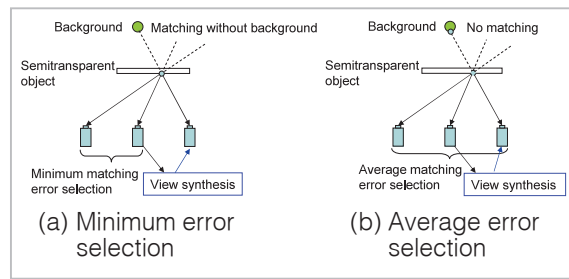 Background
Matching without background
Semitransparent
object
Minimum matching
error selection
View synthesis
(a) Minimum error
selection
Background
No matching
Semitransparent
object
Average matching
error selection
View synthesis
(b) Average error
selection